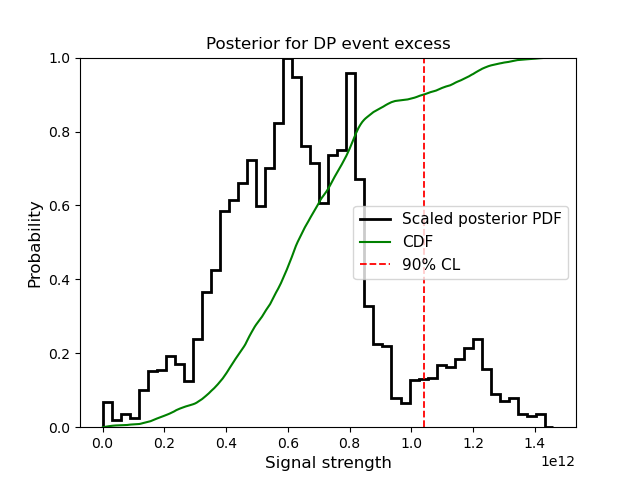 Posterior for DP event excess
1.0
0.8
0.6
0.4
0.2
0.0
Probability
Scaled posterior PDF
CDF
90% CL
0.0 0.2 0.4 0.6 0.8 1.0 1.2 1.4
1e12
Signal strength